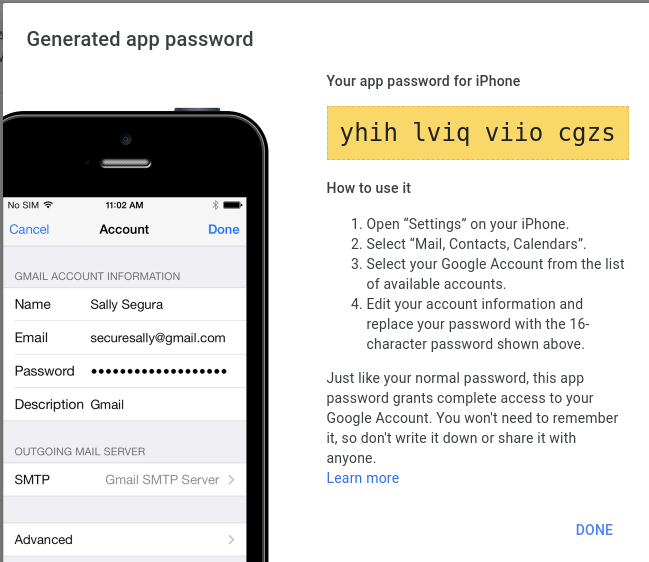 Generated app password
Your app password for iPhone
yhih lviq viio cgzs
How to use it
1. Open “Settings” on your iPhone.
2. Select “Mail, Contacts, Calendars”.
3. Select your Google Account from the list
of available accounts.
4. Edit your account information and
replace your password with the 16-
character password shown above.
Just like your normal password, this app
password grants complete access to your
Google Account. You won't need to remember
it, so don't write it down or share it with
anyone.
Learn more
DONE
No SIM 11:02 AM
Cancel Account Done
GMAIL ACCOUNT INFORMATION
Name Sally Segura
Email securesally@gmail.com
Password ●●●●●●●●●●●●●●●●●●●
Description Gmail
OUTGOING MAIL SERVER
SMTP Gmail SMTP Server
Advanced